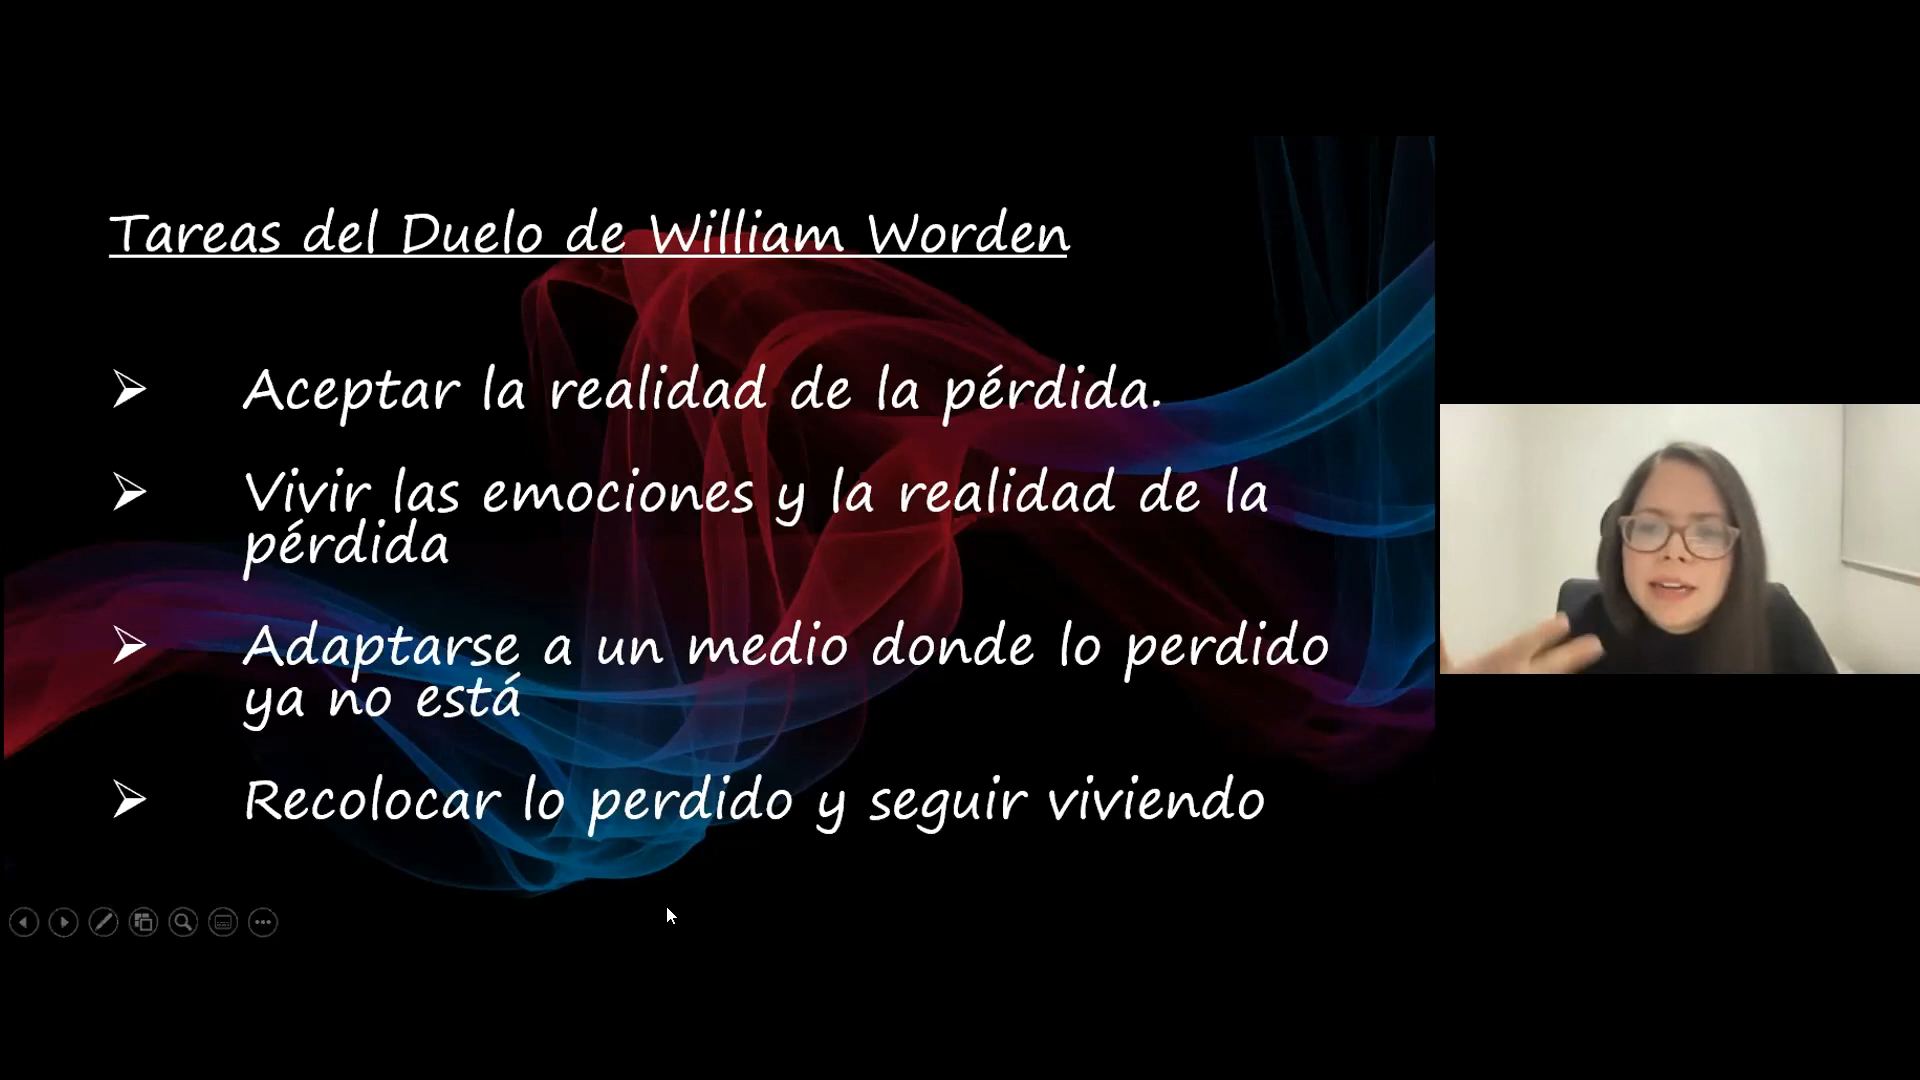 Tareas del Duelo de William Worden
Aceptar la realidad de la pérdida.
Vivir las emociones y la realidad de la
pérdida
Adaptarse a un medio donde lo perdido
ya no está
Recolocar lo perdido y seguir viviendo